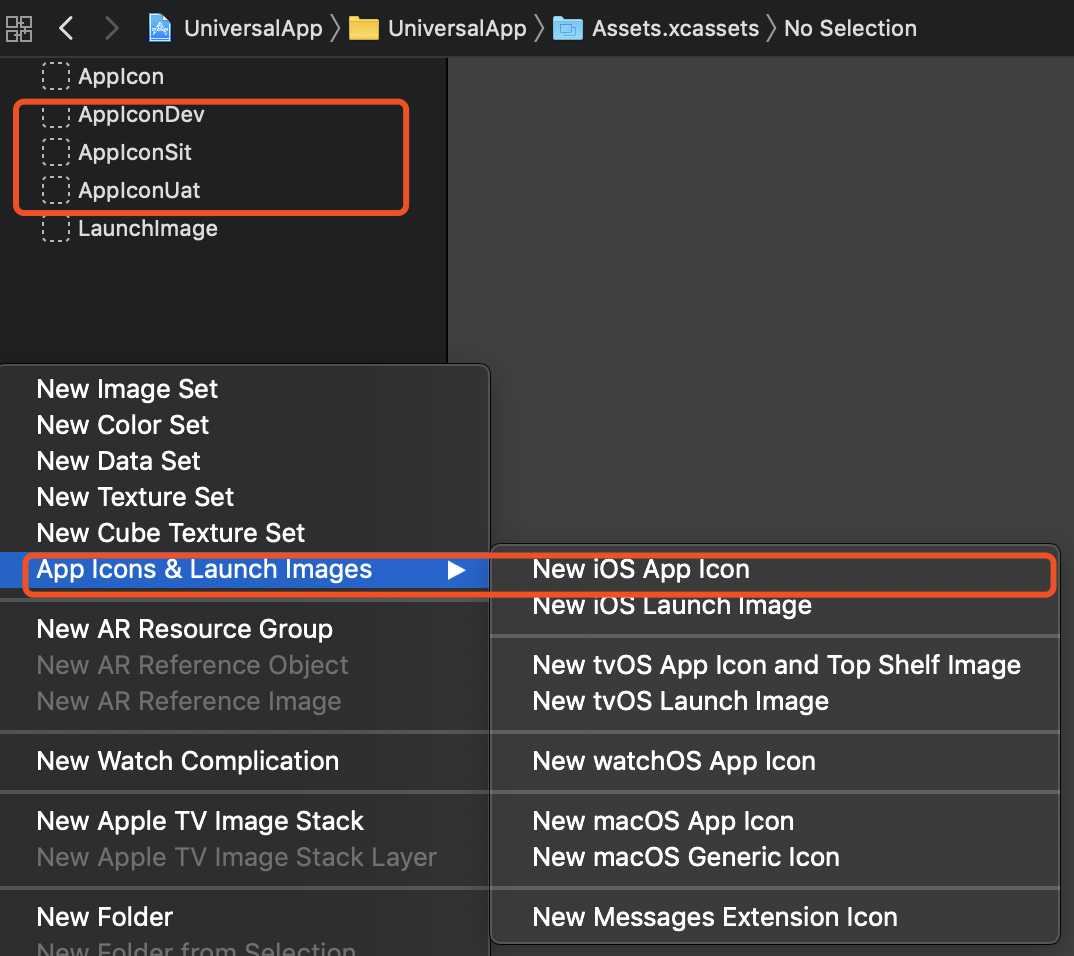 UniversalApp UniversalApp Assets.xcassets No Selection
AppIcon
AppIconDev
AppIconSit
AppIconUat
LaunchImage
New Image Set
New Color Set
New Data Set
New Texture Set
New Cube Texture Set
App Icons & Launch Images
New AR Resource Group
New AR Reference Object
New AR Reference Image
New Watch Complication
New Apple TV Image Stack
New Apple TV Image Stack Layer
New Folder
New Folder from Selection
New iOS App Icon
New iOS Launch Image
New tvOS App Icon and Top Shelf Image
New tvOS Launch Image
New watchOS App Icon
New macOS App Icon
New macOS Generic Icon
New Messages Extension Icon